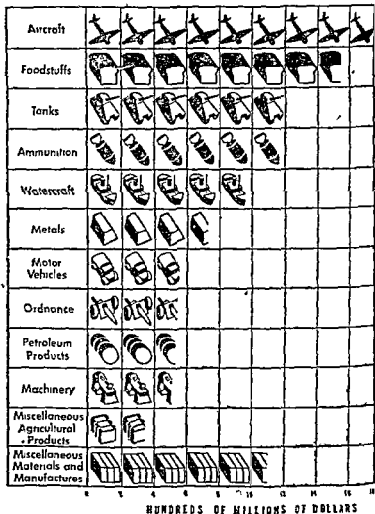 Aircraft
Foodstuffs
Tanks
Ammunition
Watercraft
Metals
Motor
Vehicles
Ordnance
Petroleum
Products
Machinery
Miscellaneous
Agricultural
Products
Miscellaneous
Materials and
Manufactures
HUNDREDS OF MILLIONS OF DOLLARS